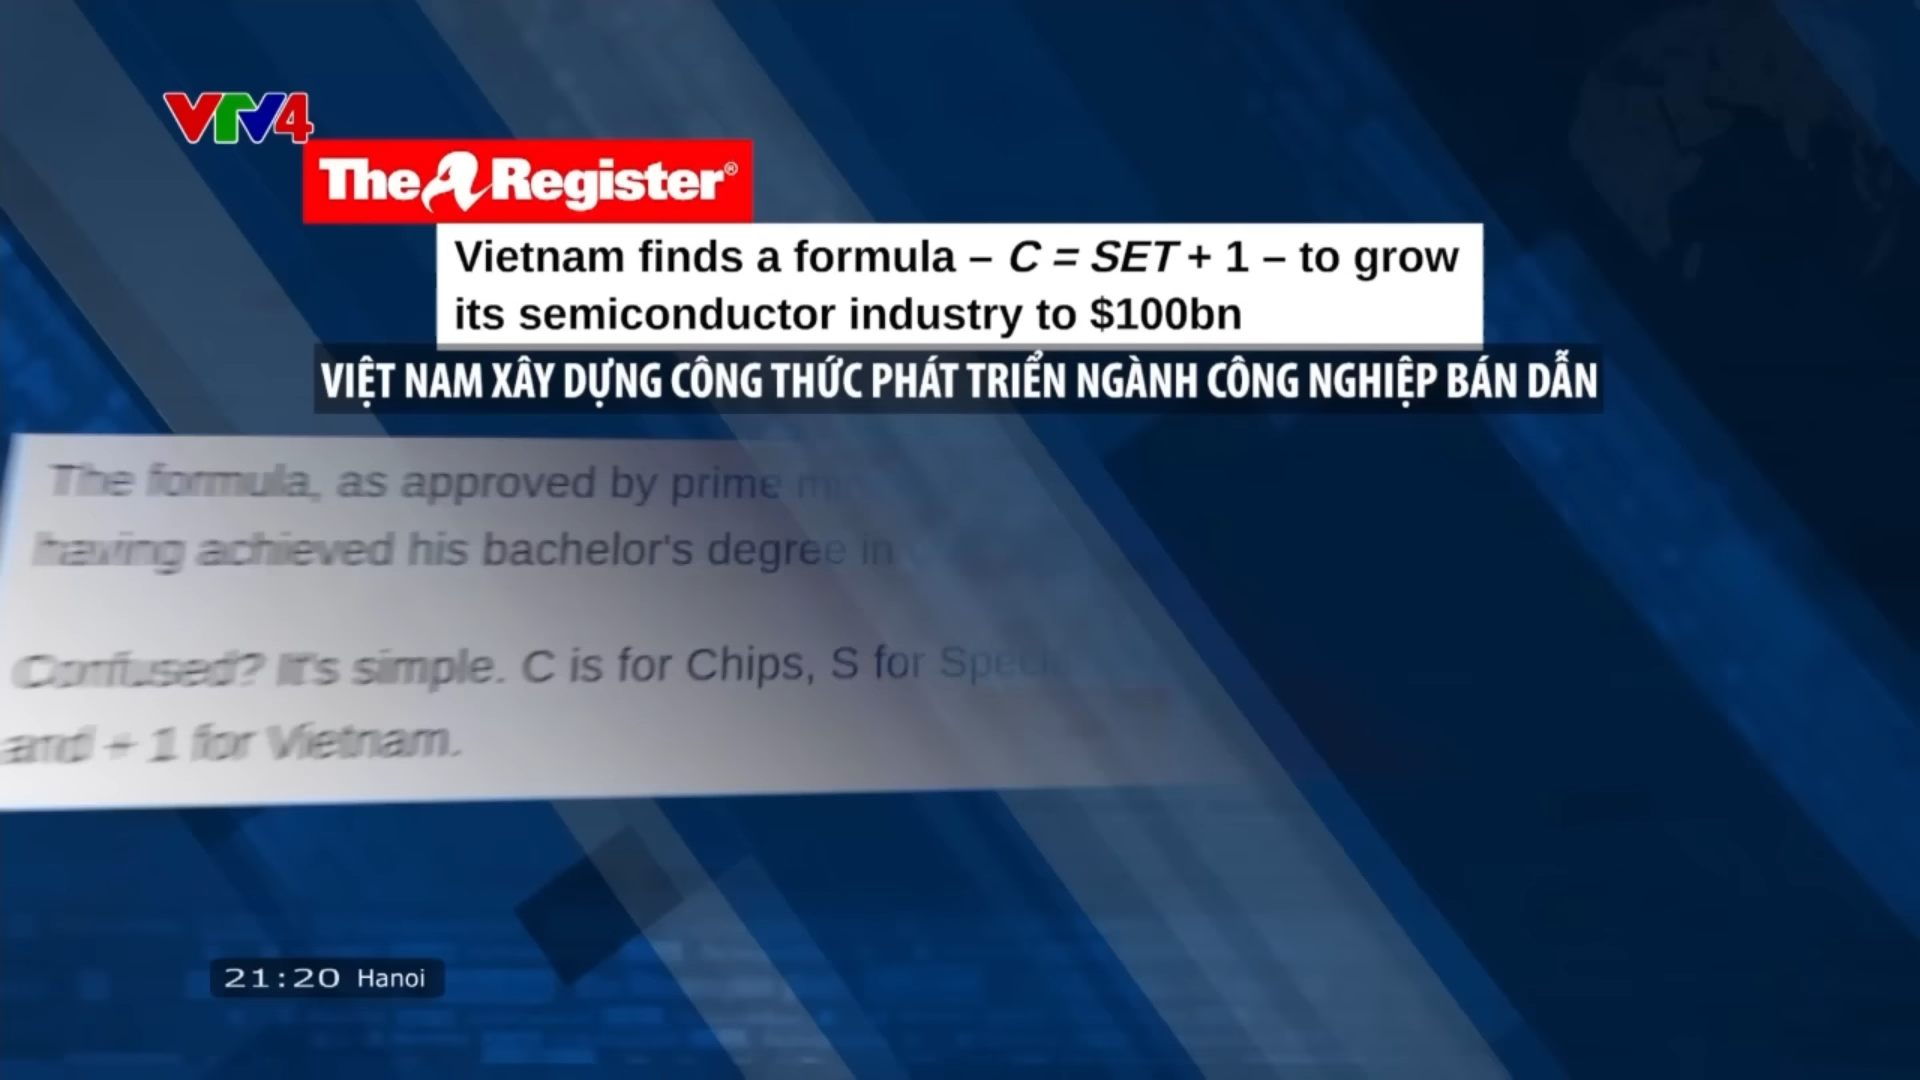 VTV4
The Register®
Vietnam finds a formula – C = SET + 1 – to grow
its semiconductor industry to $100bn
VIỆT NAM XÂY DỰNG CÔNG THỨC PHÁT TRIỂN NGÀNH CÔNG NGHIỆP BÁN DẪN
The formula, as approved by prime
having achieved his bachelor's degree in
Confused? It's simple. C is for Chips, S for
and + 1 for Vietnam.
21:20 Hanoi